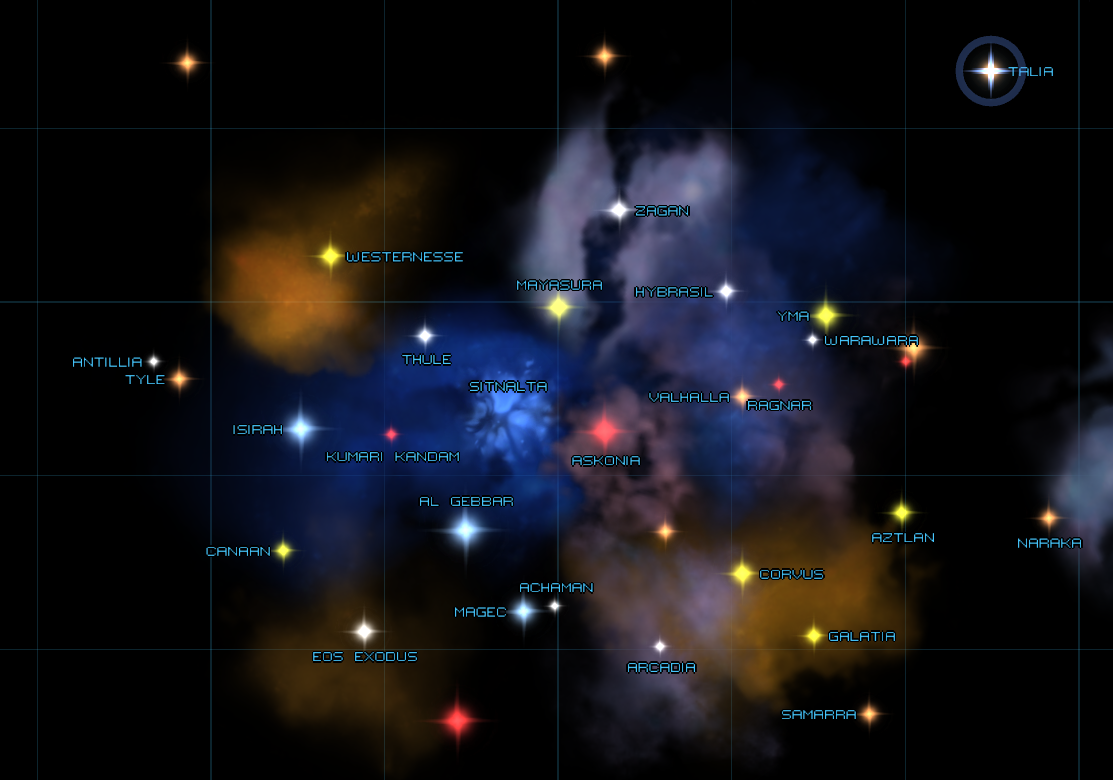 TALIA
ZAGAN
WESTERNESSE
MAYASURA
HYBRASIL
YMA
WARAWARA
THULE
ANTILLIA
TYLE
SITNALTA
VALHALLA
RAGNAR
ISIRAH
KUMARI KANDAM
ASKONIA
AL GEBBAR
AZTLAN
NARAKA
CANAAN
CORVUS
ACHAMAN
MAGEC
GALATIA
EOS EXODUS
ARCADIA
SAMARRA